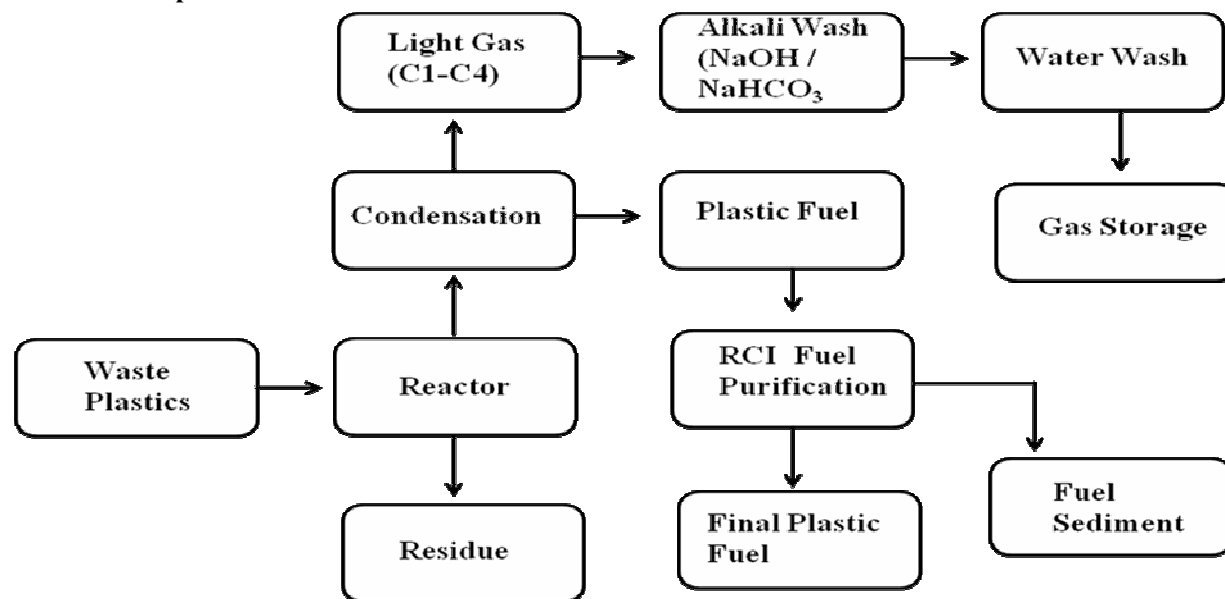 Light Gas
(C1-C4)
Alkali Wash
(NaOH /
NaHCO₃
Water Wash
Condensation
Plastic Fuel
Gas Storage
Waste
Plastics
Reactor
RCI Fuel
Purification
Residue
Final Plastic
Fuel
Fuel
Sediment